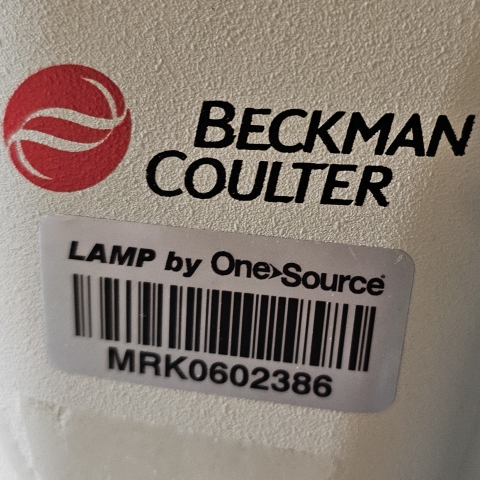 BECKMAN
COULTER
LAMP by One Source
MRK0602386